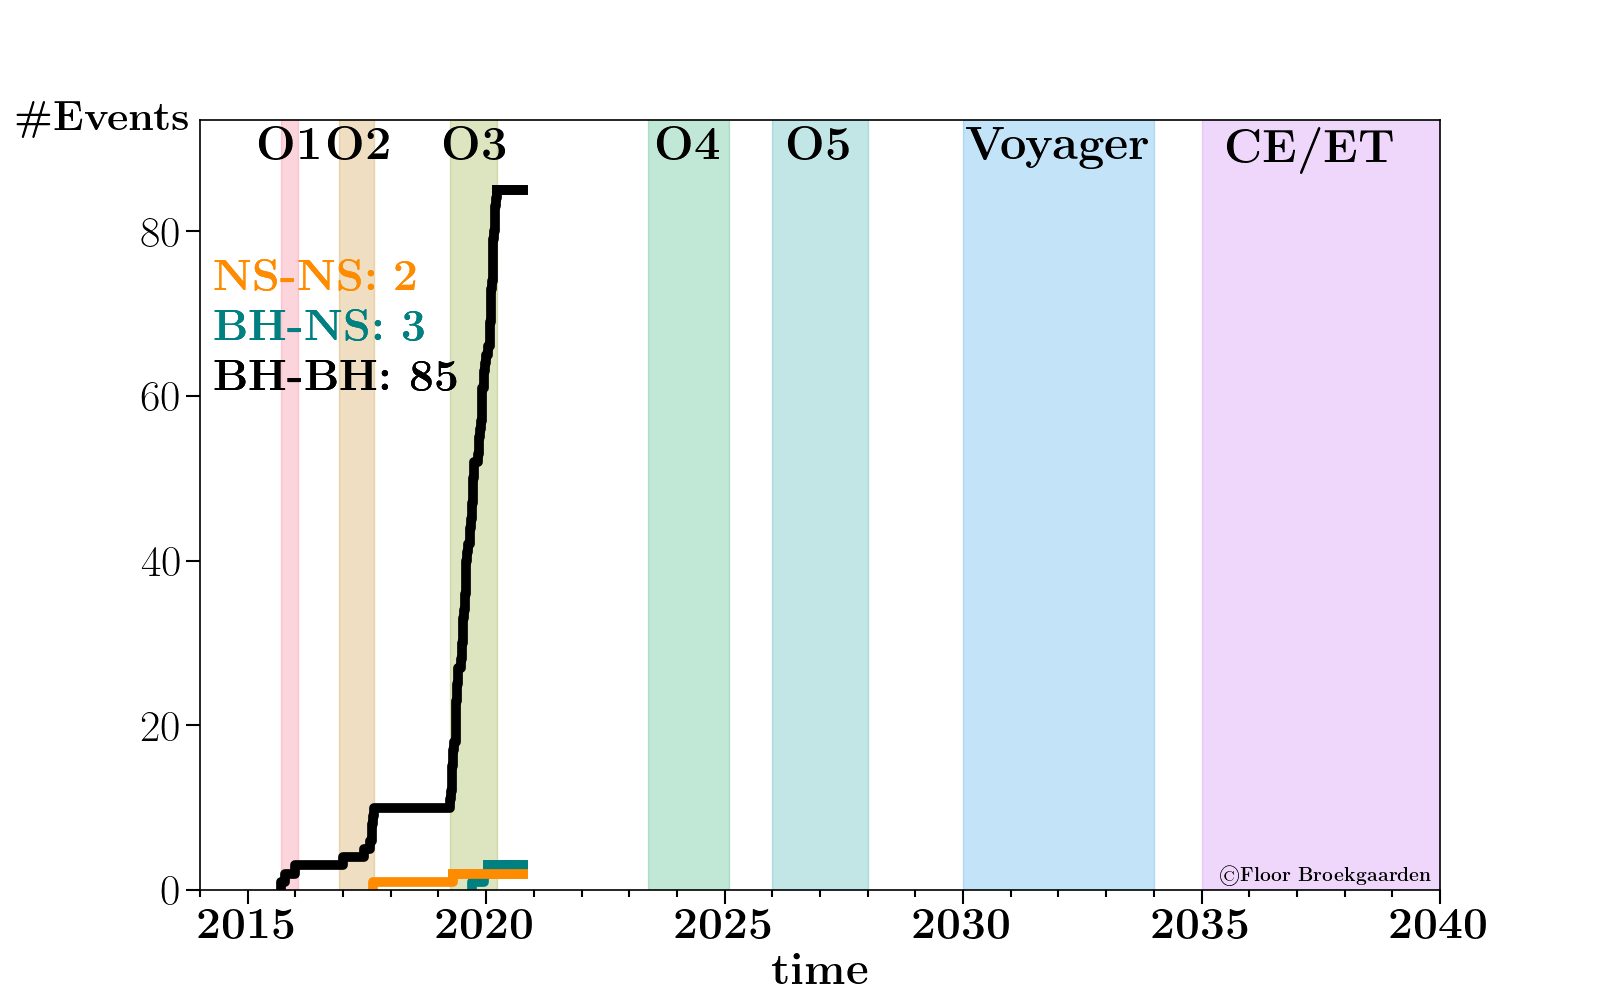 #Events
O1 O2 O3 O4 O5 Voyager CE/ET
80
NS-NS: 2
BH-NS: 3
BH-BH: 85
60
40
20
©Floor Broekgaarden
0
2015 2020 2025 2030 2035 2040
time